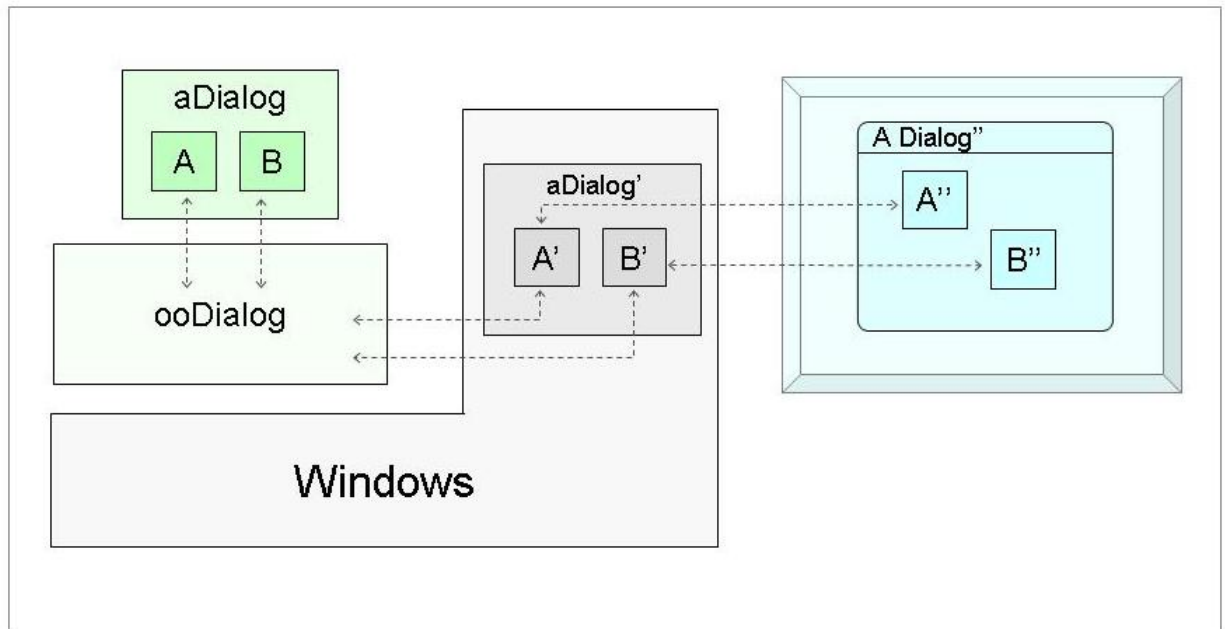 aDialog
A
B
ooDialog
Windows
aDialog’
A’
B’
A Dialog”
A’’
B’’